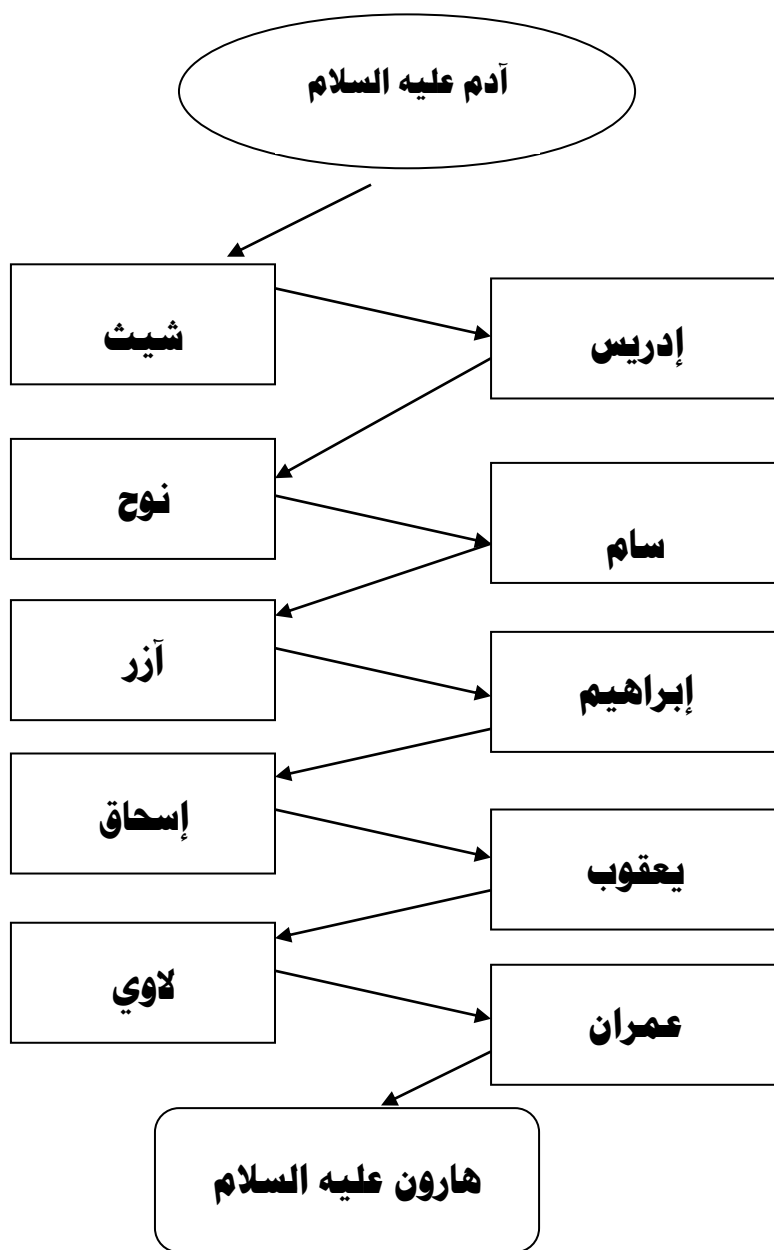 آدم عليه السلام
شيث
إدريس
نوح
سام
آزر
إبراهيم
إسحاق
يعقوب
لاوي
عمران
هارون عليه السلام